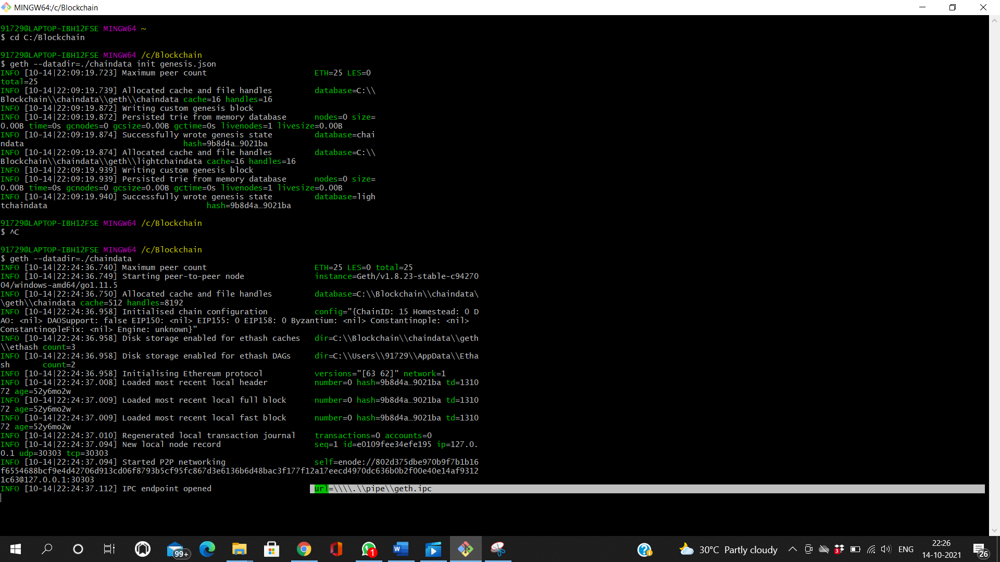 MINGW64:/c/Blockchain
91729@LAPTOP-IBH12FSE MINGW64 ~
$ cd C:/Blockchain
91729@LAPTOP-IBH12FSE MINGW64 /c/Blockchain
$ geth --datadir=./chaindata init genesis.json
INFO [10-14|22:09:19.723] Maximum peer count ETH=25 LES=0
total=25
INFO [10-14|22:09:19.739] Allocated cache and file handles database=C:\\
Blockchain\\chaindata\\geth\\chaindata cache=16 handles=16
INFO [10-14|22:09:19.872] Writing custom genesis block
INFO [10-14|22:09:19.872] Persisted trie from memory database nodes=0 size=
0.00B time=0s gcnodes=0 gcsize=0.00B gctime=0s livenodes=1 livesize=0.00B
INFO [10-14|22:09:19.874] Successfully wrote genesis state database=chai
ndata hash=9b8d4a…9021ba
INFO [10-14|22:09:19.874] Allocated cache and file handles database=C:\\
Blockchain\\chaindata\\geth\\lightchaindata cache=16 handles=16
INFO [10-14|22:09:19.939] Writing custom genesis block
INFO [10-14|22:09:19.939] Persisted trie from memory database nodes=0 size=
0.00B time=0s gcnodes=0 gcsize=0.00B gctime=0s livenodes=1 livesize=0.00B
INFO [10-14|22:09:19.940] Successfully wrote genesis state database=ligh
tchaindata hash=9b8d4a…9021ba
91729@LAPTOP-IBH12FSE MINGW64 /c/Blockchain
$ ^C
91729@LAPTOP-IBH12FSE MINGW64 /c/Blockchain
$ geth --datadir=./chaindata
INFO [10-14|22:24:36.740] Maximum peer count ETH=25 LES=0 total=25
INFO [10-14|22:24:36.749] Starting peer-to-peer node instance=Geth/v1.8.23-stable-c94270
04/windows-amd64/go1.11.5
INFO [10-14|22:24:36.750] Allocated cache and file handles database=C:\\Blockchain\\chaindata\
\geth\\chaindata cache=512 handles=8192
INFO [10-14|22:24:36.958] Initialised chain configuration config="{ChainID: 15 Homestead: 0 D
AO: <nil> DAOSupport: false EIP150: <nil> EIP155: 0 EIP158: 0 Byzantium: <nil> Constantinople: <nil>
ConstantinopleFix: <nil> Engine: unknown}"
INFO [10-14|22:24:36.958] Disk storage enabled for ethash caches dir=C:\\Blockchain\\chaindata\\geth
\\ethash count=3
INFO [10-14|22:24:36.958] Disk storage enabled for ethash DAGs dir=C:\\Users\\91729\\AppData\\Etha
sh count=2
INFO [10-14|22:24:36.958] Initialising Ethereum protocol versions="[63 62]" network=1
INFO [10-14|22:24:37.008] Loaded most recent local header number=0 hash=9b8d4a…9021ba td=1310
72 age=52y6mo2w
INFO [10-14|22:24:37.009] Loaded most recent local full block number=0 hash=9b8d4a…9021ba td=1310
72 age=52y6mo2w
INFO [10-14|22:24:37.009] Loaded most recent local fast block number=0 hash=9b8d4a…9021ba td=1310
72 age=52y6mo2w
INFO [10-14|22:24:37.010] Regenerated local transaction journal transactions=0 accounts=0
INFO [10-14|22:24:37.094] New local node record seq=1 id=e0109fee34efe195 ip=127.0.
0.1 udp=30303 tcp=30303
INFO [10-14|22:24:37.094] Started P2P networking self=enode://802d375dbe970b9f7b1b16
f6554688bcf9e4d42706d913cd06f8793b5cf95fc867d3e6136b6d48bac3f177f12a17eecd4970dc636b0b2f00e40e14af9312
1c63@127.0.0.1:30303
INFO [10-14|22:24:37.112] IPC endpoint opened url=\\\\.\\pipe\\geth.ipc
99+
1
30°C Partly cloudy
3
ENG
22:26
14-10-2021
26